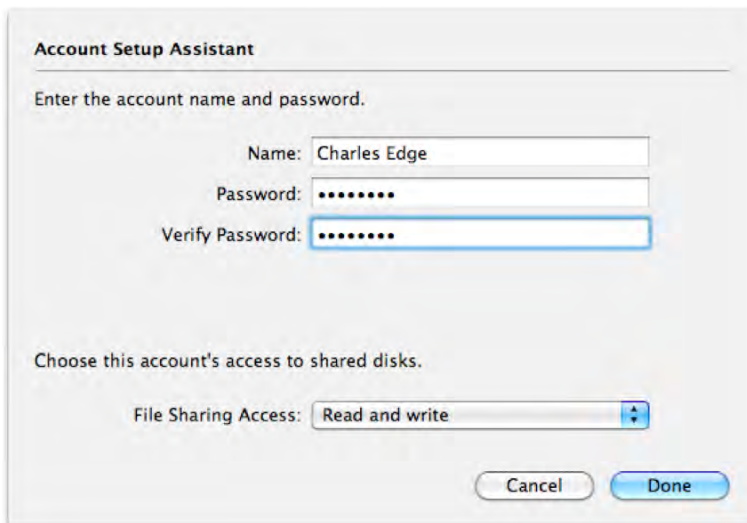 Account Setup Assistant
Enter the account name and password.
Name: Charles Edge
Password: ••••••••
Verify Password: ••••••••
Choose this account's access to shared disks.
File Sharing Access: Read and write
Cancel Done